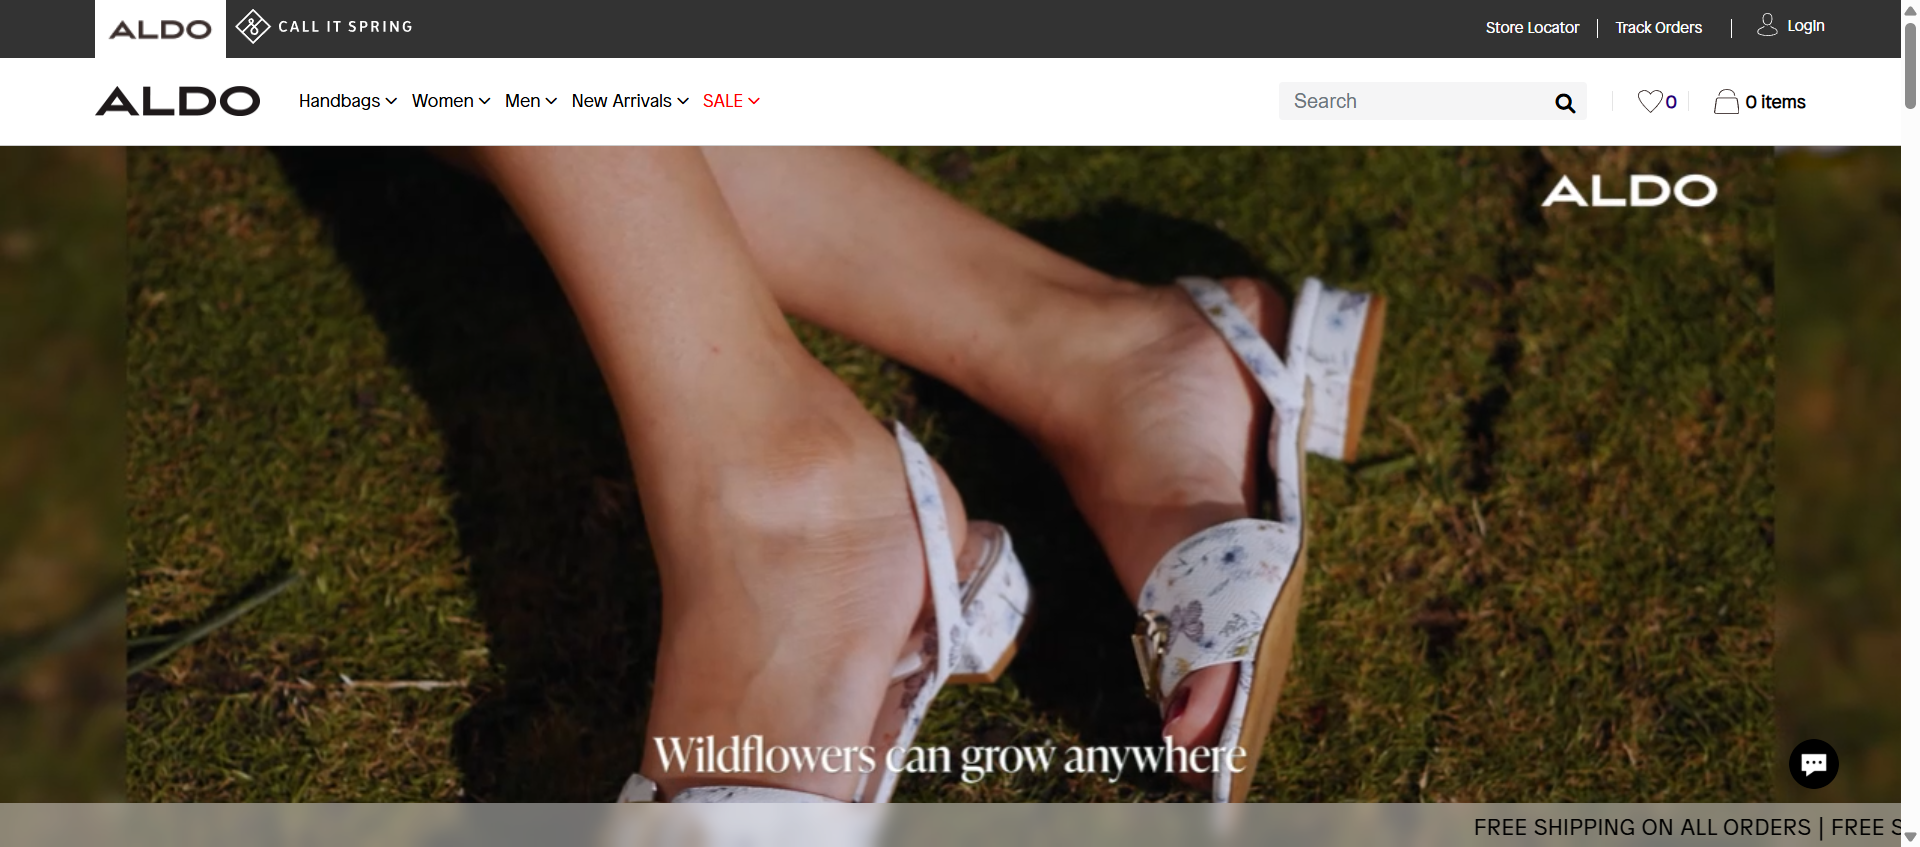 ALDO
CALL IT SPRING
Store Locator
Track Orders
Login
ALDO
Handbags
Women
Men
New Arrivals
SALE
Search
0
0 items
ALDO
Wildflowers can grow anywhere
FREE SHIPPING ON ALL ORDERS | FREE S